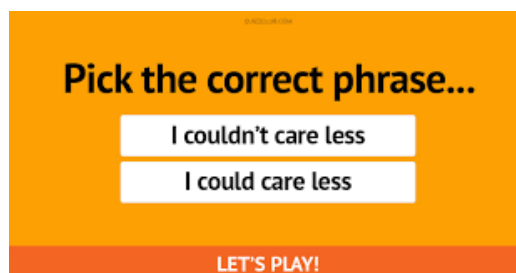 Pick the correct phrase...
I couldn't care less
I could care less
LET'S PLAY!